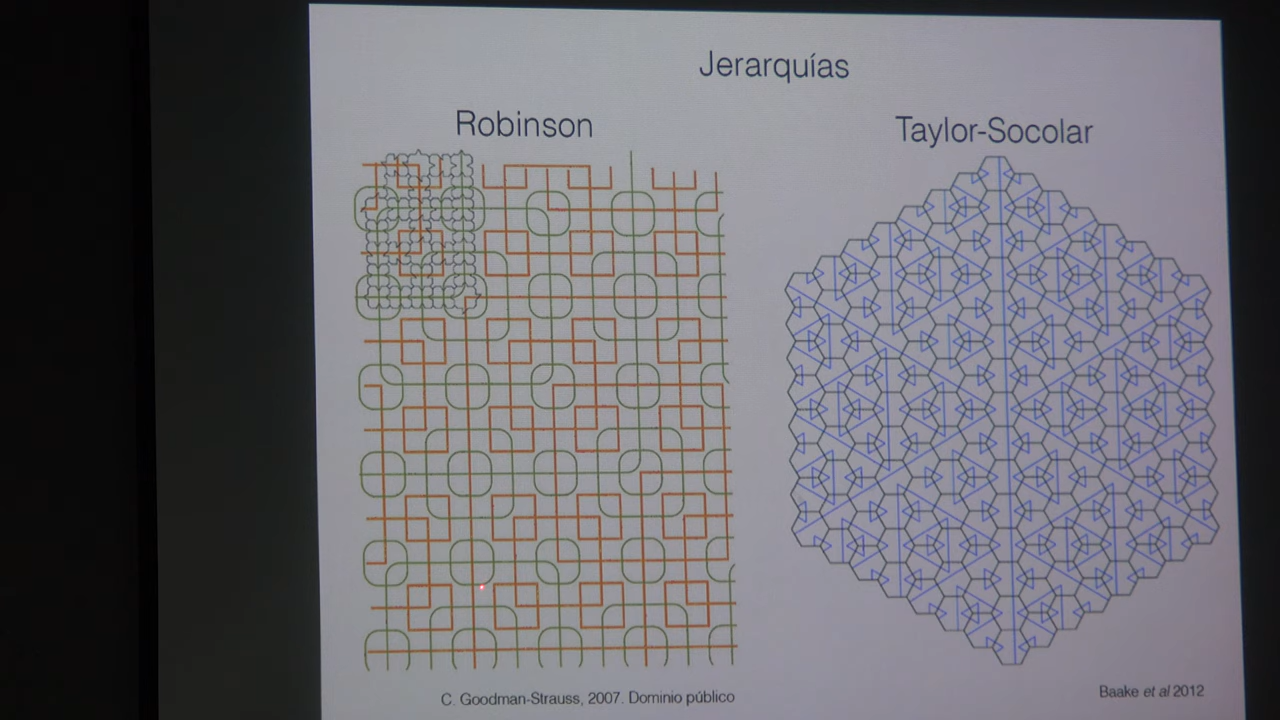 Jerarquías
Robinson
Taylor-Socolar
C. Goodman-Strauss, 2007. Dominio público
Baake et al 2012